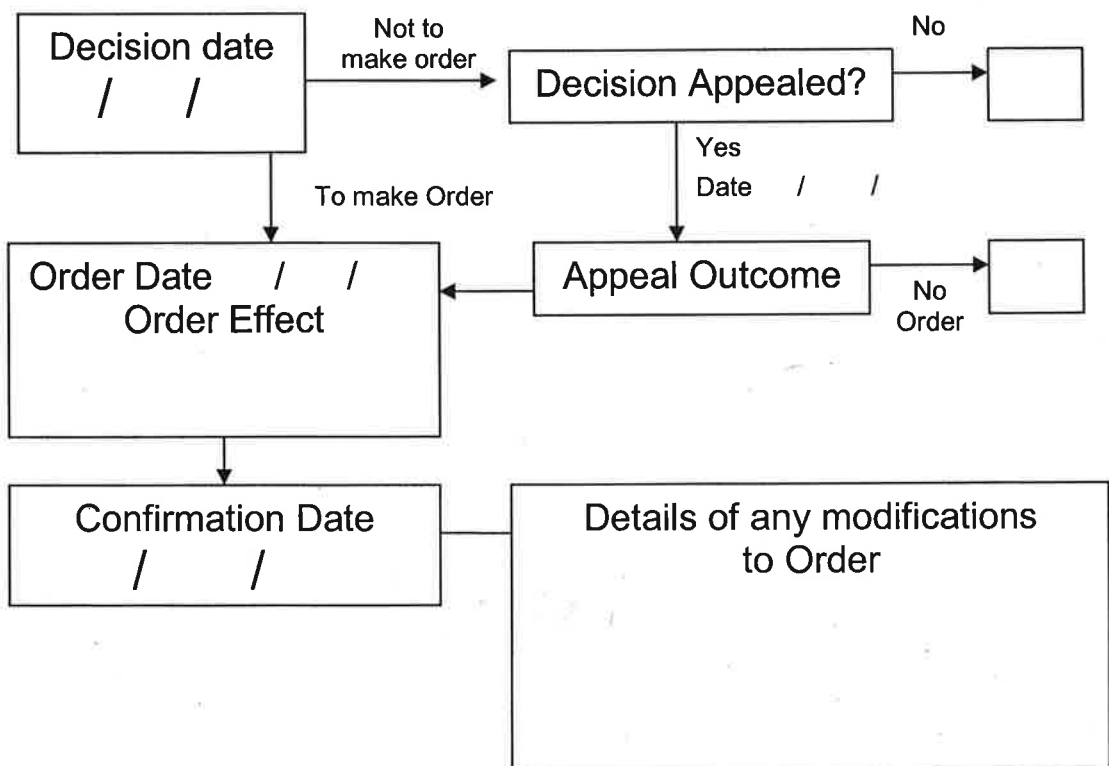 Decision date
/ /
Not to
make order
Decision Appealed?
No
Yes
Date / /
To make Order
Order Date / /
Order Effect
Appeal Outcome
No
Order
Confirmation Date
/ /
Details of any modifications
to Order